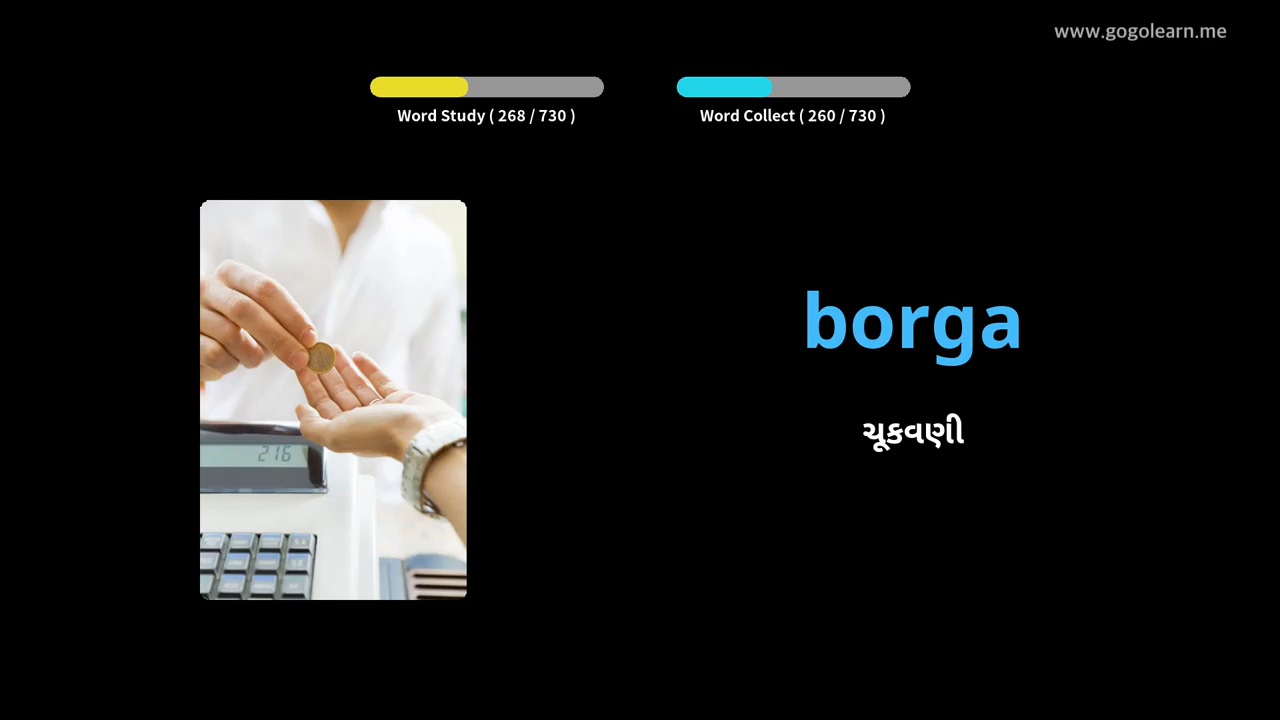 www.gogolearn.me
Word Study ( 268 / 730 )
Word Collect ( 260 / 730 )
216
borga
ચૂકવણી